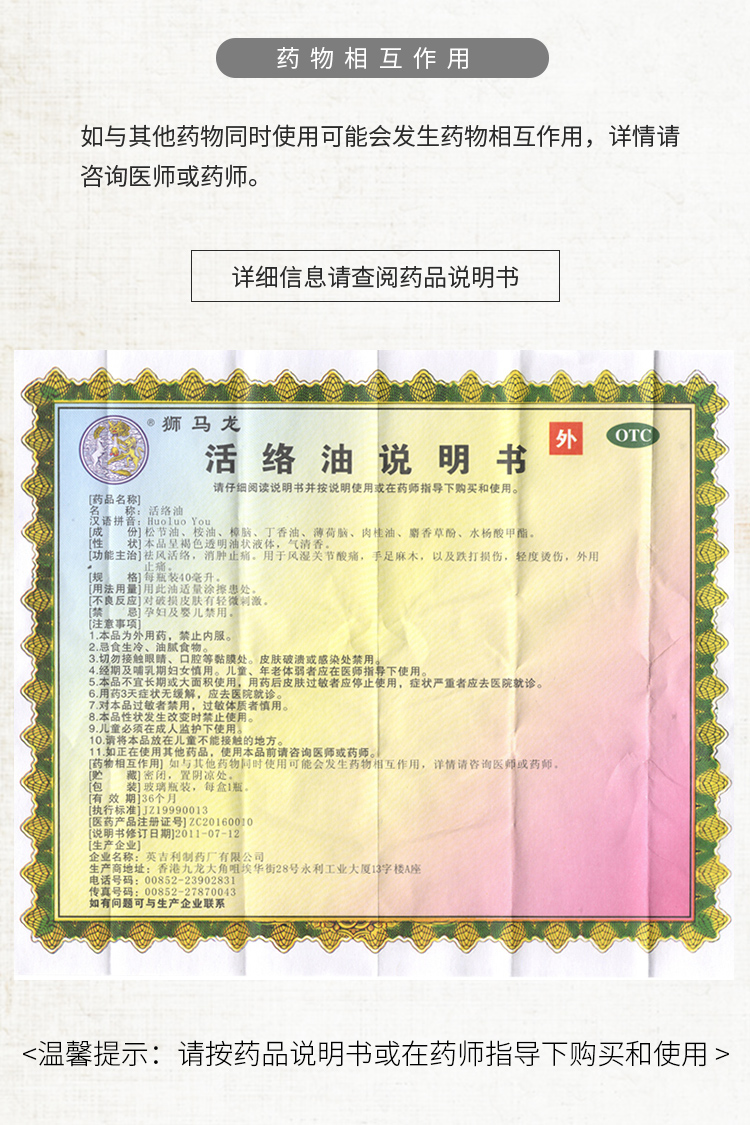 药物相互作用
如与其他药物同时使用可能会发生药物相互作用，详情请
咨询医师或药师。
详细信息请查阅药品说明书
® 狮马龙
活络油说明书
外
OTC
请仔细阅读说明书并按说明使用或在药师指导下购买和使用。
[药品名称]
名　　称：活络油
汉语拼音：Huoluo You
[成　　份] 松节油、桉油、樟脑、丁香油、薄荷脑、肉桂油、麝香草酚、水杨酸甲酯。
[性　　状] 本品呈褐色透明油状液体，气清香。
[功能主治] 祛风活络，消肿止痛。用于风湿关节酸痛，手足麻木，以及跌打损伤，轻度烫伤，外用
止痛。
[规　　格] 每瓶装40毫升。
[用法用量] 用此油适量涂擦患处。
[不良反应] 对破损皮肤有轻微刺激。
[禁　　忌] 孕妇及婴儿禁用。
[注意事项]
1.本品为外用药，禁止内服。
2.忌食生冷、油腻食物。
3.切勿接触眼睛、口腔等黏膜处。皮肤破溃或感染处禁用。
4.经期及哺乳期妇女慎用。儿童、年老体弱者应在医师指导下使用。
5.本品不宜长期或大面积使用，用药后皮肤过敏者应停止使用，症状严重者应去医院就诊。
6.用药3天症状无缓解，应去医院就诊。
7.对本品过敏者禁用，过敏体质者慎用。
8.本品性状发生改变时禁止使用。
9.儿童必须在成人监护下使用。
10.请将本品放在儿童不能接触的地方。
11.如正在使用其他药品，使用本品前请咨询医师或药师。
[药物相互作用] 如与其他药物同时使用可能会发生药物相互作用，详情请咨询医师或药师。
[贮　　藏] 密闭，置阴凉处。
[包　　装] 玻璃瓶装，每盒1瓶。
[有 效 期] 36个月
[执行标准] JZ19990013
[医药产品注册证号] ZC20160010
[说明书修订日期] 2011-07-12
[生产企业]
企业名称：英吉利制药厂有限公司
生产商地址：香港九龙大角咀埃华街28号永利工业大厦13字楼A座
电话号码：00852-23902831
传真号码：00852-27870043
如有问题可与生产企业联系
<温馨提示：请按药品说明书或在药师指导下购买和使用 >